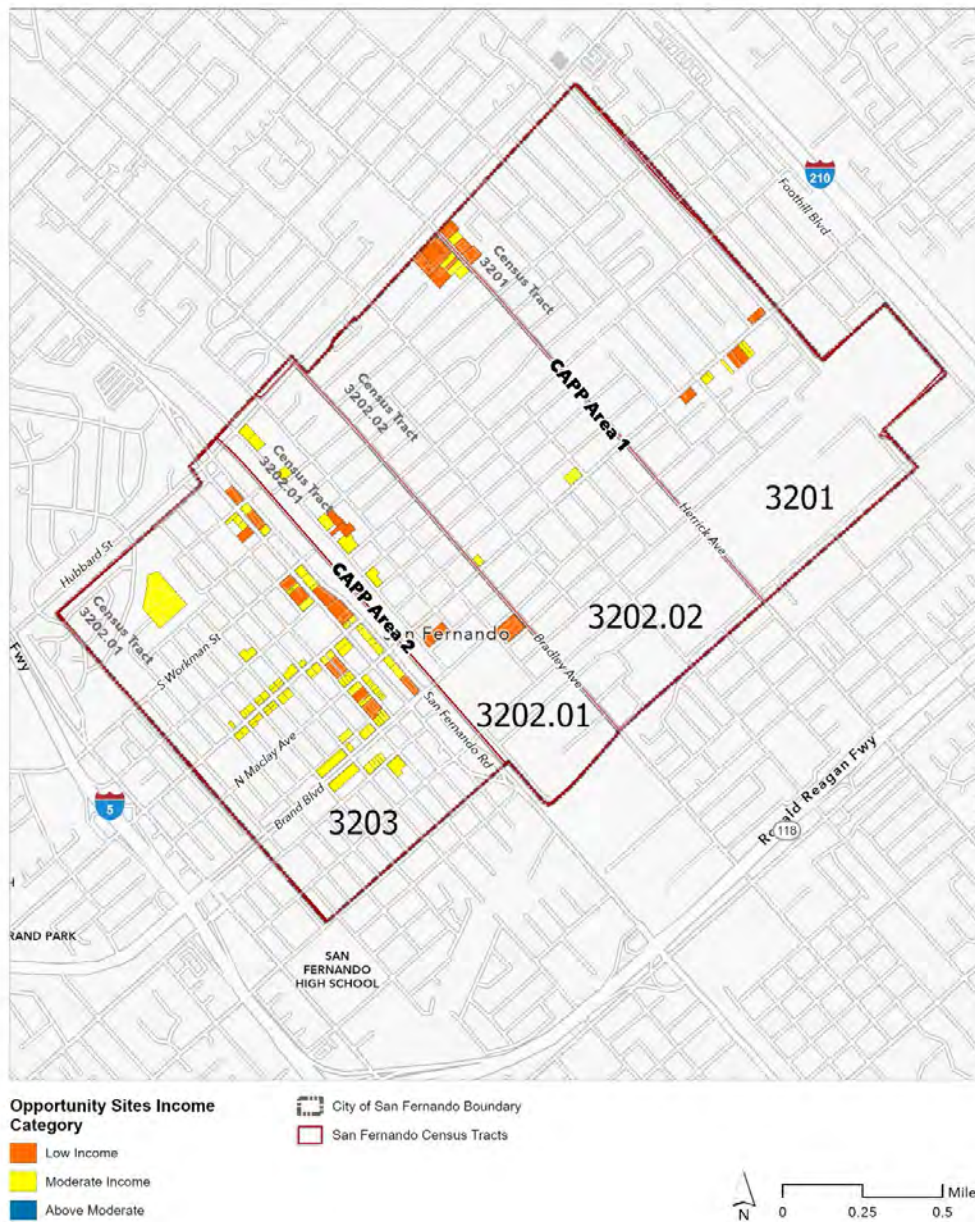 210
Foothill Blvd
Census Tract
3201
CAPP Area 1
Census Tract
3202.02
Census Tract
3202.01
3201
Herrick Ave
Hubbard St
CAPP Area 2
3202.02
Census Tract
3202.01
n Fernando
Bradley Ave
Fwy
S Workman St
3202.01
San Fernando Rd
N Maclay Ave
Ronald Reagan Fwy
118
5
Brand Blvd
3203
RAND PARK
SAN
FERNANDO
HIGH SCHOOL
Opportunity Sites Income
Category
Low Income
Moderate Income
Above Moderate
City of San Fernando Boundary
San Fernando Census Tracts
N
Mile
0 0.25 0.5